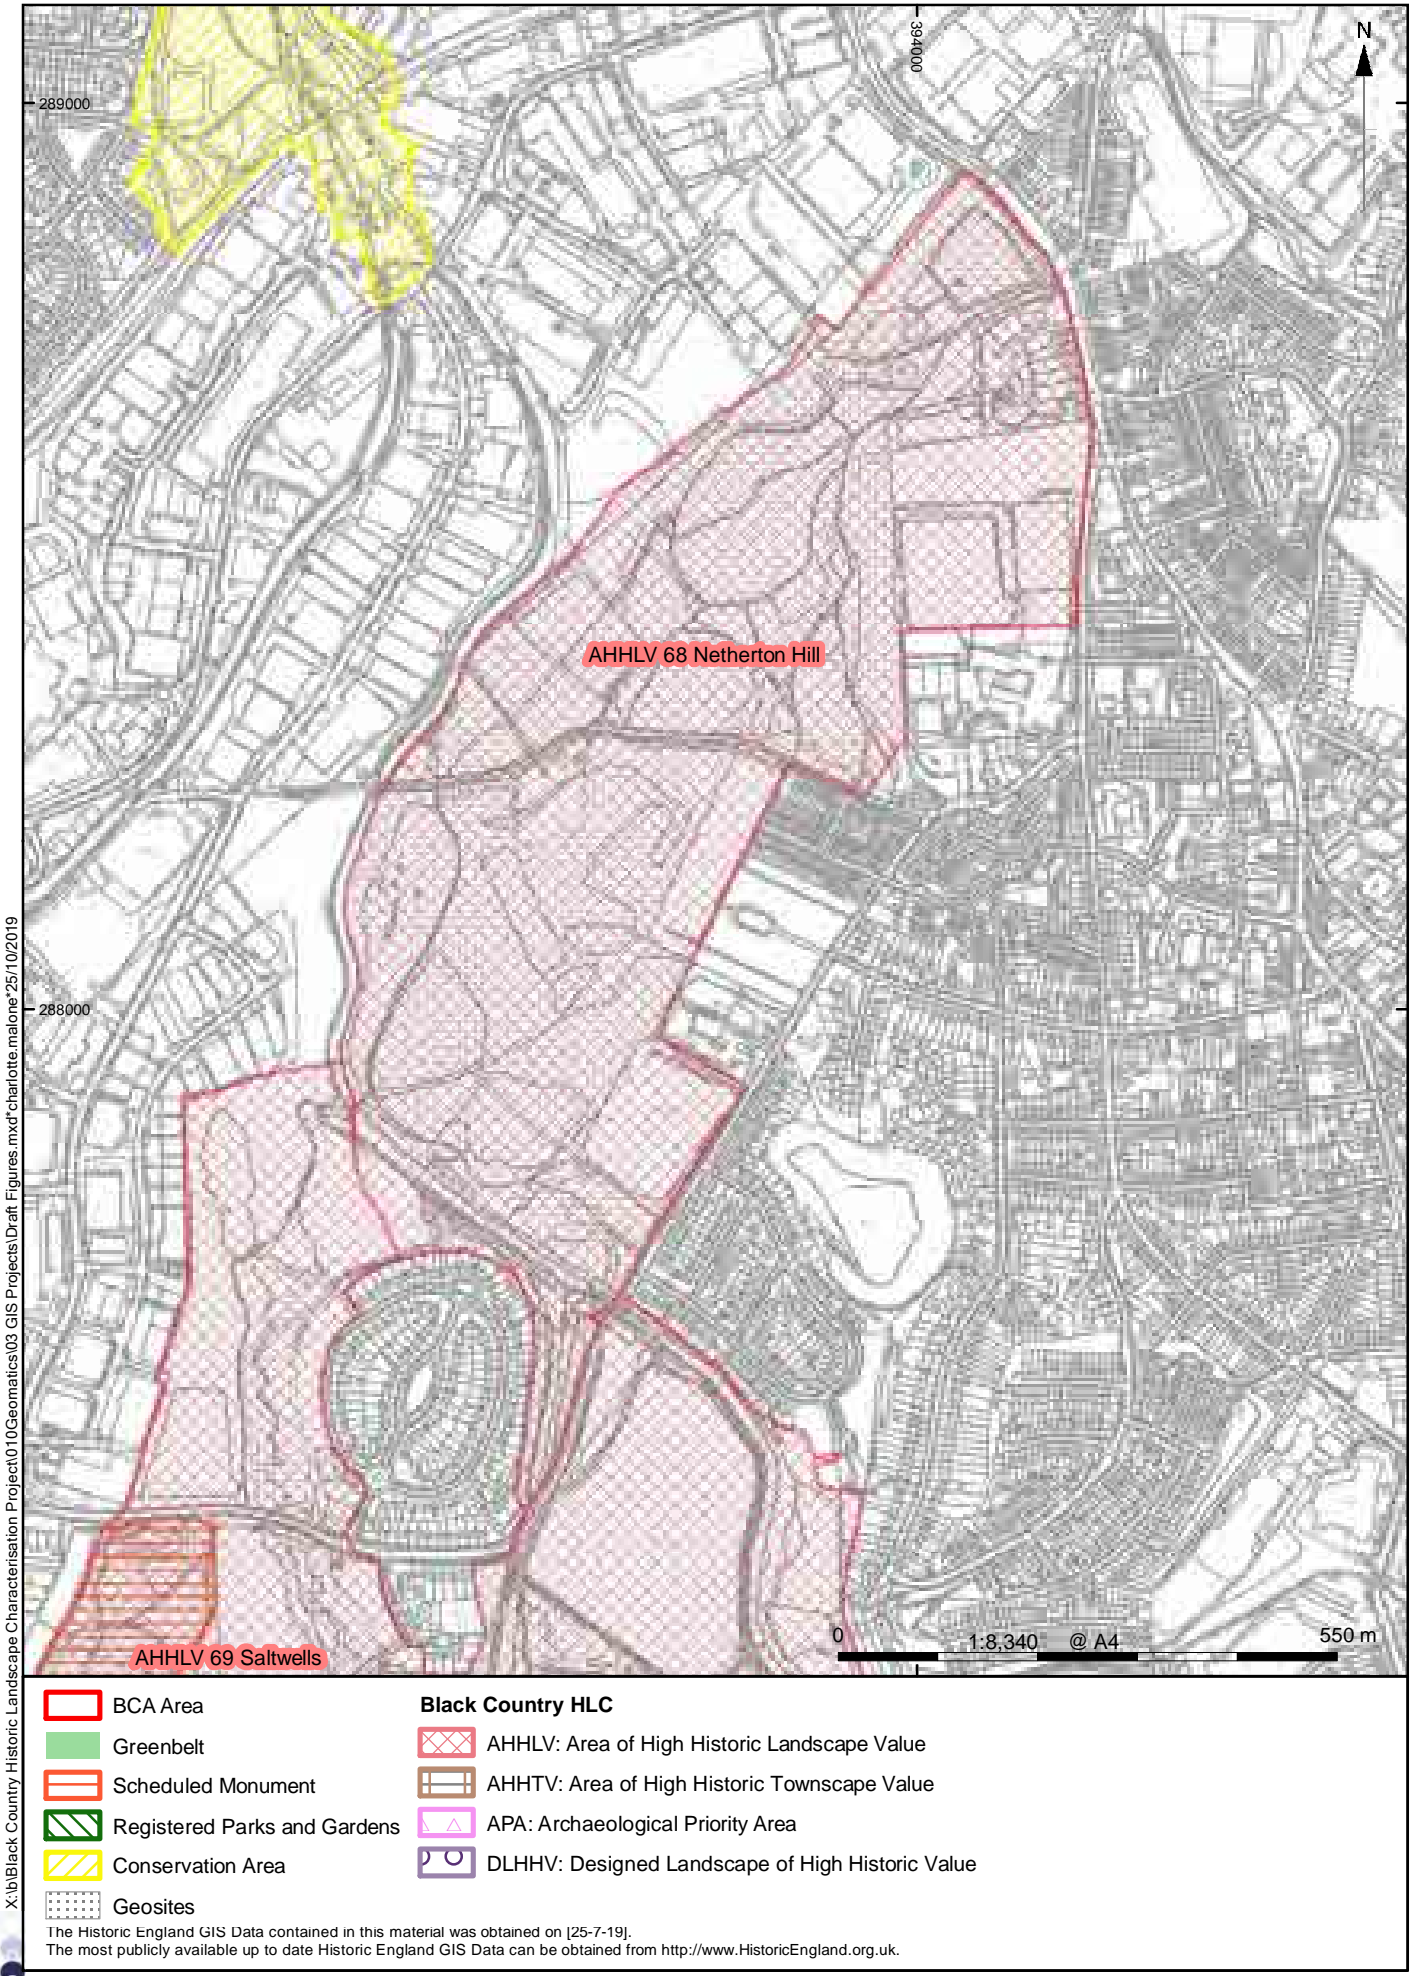 394000
N
289000
AHHLV 68 Netherton Hill
288000
AHHLV 69 Saltwells
0
1:8,340 @ A4
550 m
X:\b\Black Country Historic Landscape Characterisation Project\010Geomatics\03 GIS Projects\Draft Figures.mxd*charlotte.malone*25/10/2019
BCA Area
Greenbelt
Scheduled Monument
Registered Parks and Gardens
Conservation Area
Geosites
Black Country HLC
AHHLV: Area of High Historic Landscape Value
AHHTV: Area of High Historic Townscape Value
APA: Archaeological Priority Area
DLHHV: Designed Landscape of High Historic Value
The Historic England GIS Data contained in this material was obtained on [25-7-19].
The most publicly available up to date Historic England GIS Data can be obtained from http://www.HistoricEngland.org.uk.